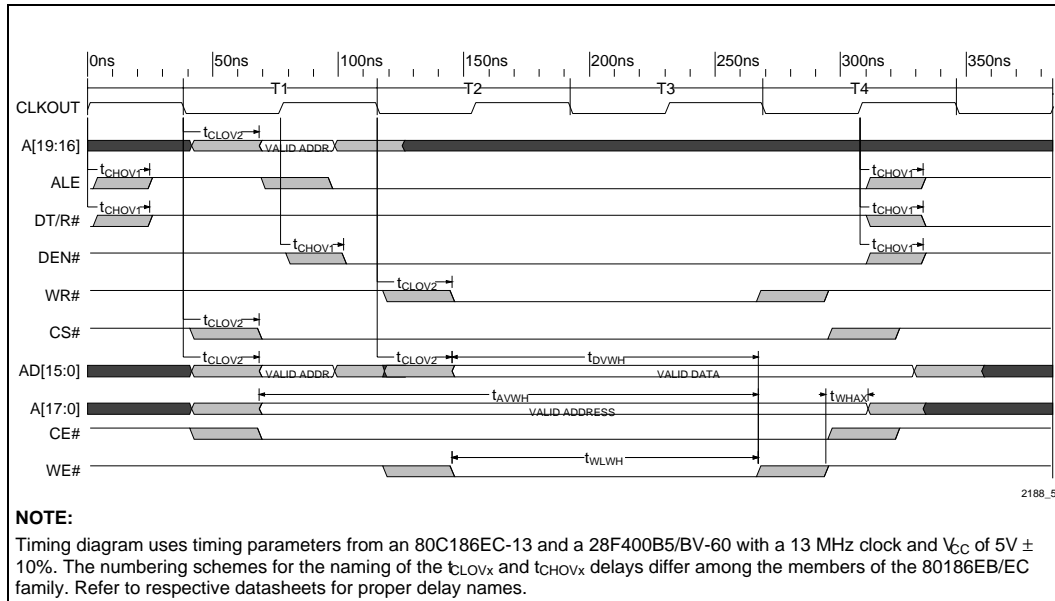 0ns 50ns 100ns 150ns 200ns 250ns 300ns 350ns
T1 T2 T3 T4
CLKOUT
tCLOV2
A[19:16] VALID ADDR
tCHOV1 tCHOV1
ALE
tCHOV1 tCHOV1
DT/R#
tCHOV1 tCHOV1
DEN#
tCLOV2
WR#
tCLOV2
CS#
tCLOV2 tCLOV2 tDVWH
AD[15:0] VALID ADDR VALID DATA
tAVWH tWHAX
A[17:0] VALID ADDRESS
CE#
tWLWH
WE#
2188_5
NOTE:
Timing diagram uses timing parameters from an 80C186EC-13 and a 28F400B5/BV-60 with a 13 MHz clock and VCC of 5V ±
10%. The numbering schemes for the naming of the tCLOVx and tCHOVx delays differ among the members of the 80186EB/EC
family. Refer to respective datasheets for proper delay names.